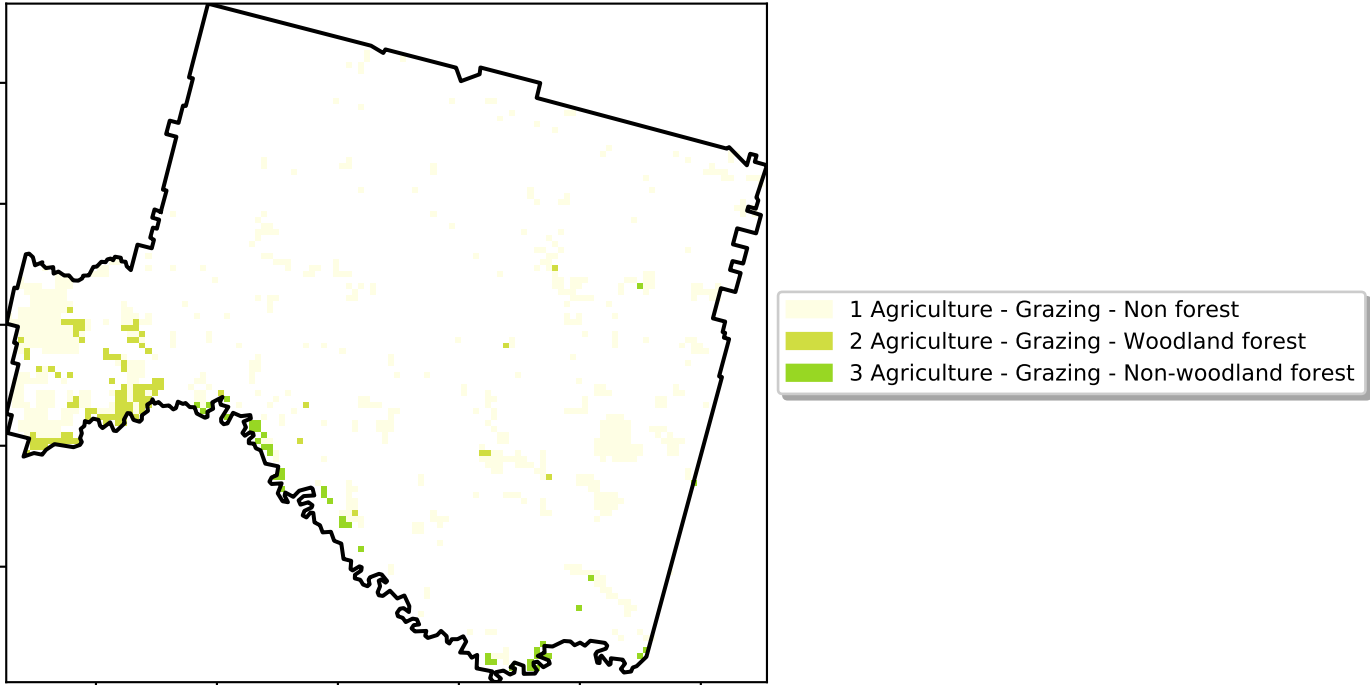 1 Agriculture - Grazing - Non forest
2 Agriculture - Grazing - Woodland forest
3 Agriculture - Grazing - Non-woodland forest